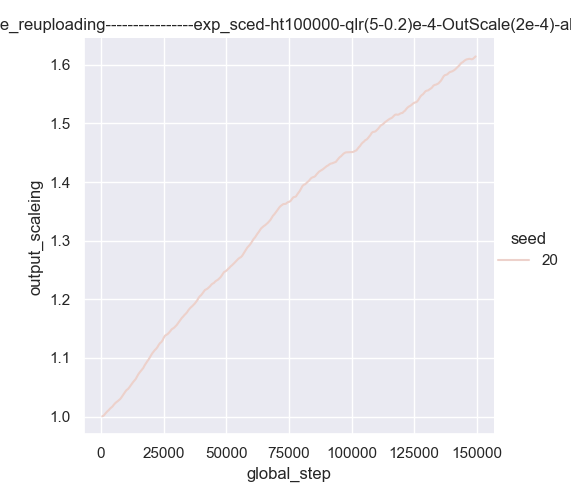 e_reuploading----------------exp_sced-ht100000-qlr(5-0.2)e-4-OutScale(2e-4)-al
1.6
1.5
1.4
1.3
1.2
1.1
1.0
output_scaleing
seed
20
0 25000 50000 75000 100000 125000 150000
global_step